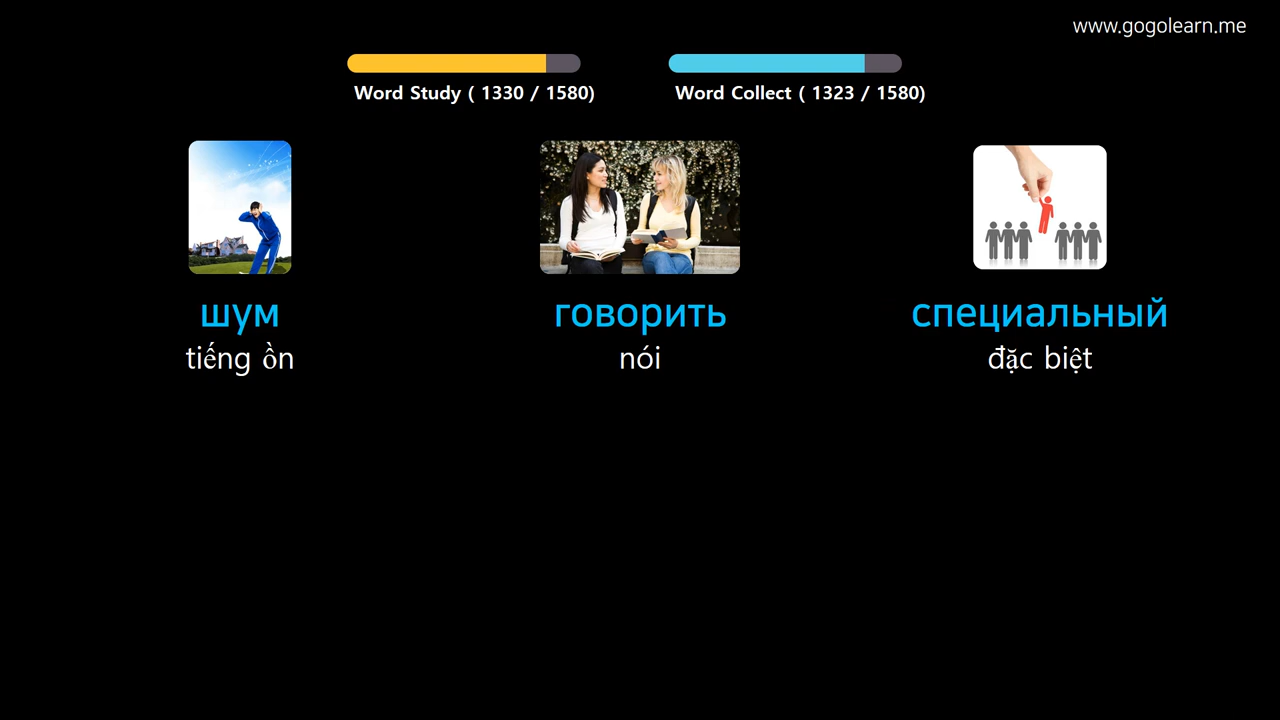 www.gogolearn.me
Word Study ( 1330 / 1580)
Word Collect ( 1323 / 1580)
шум
говорить
специальный
tiếng ồn
nói
đặc biệt